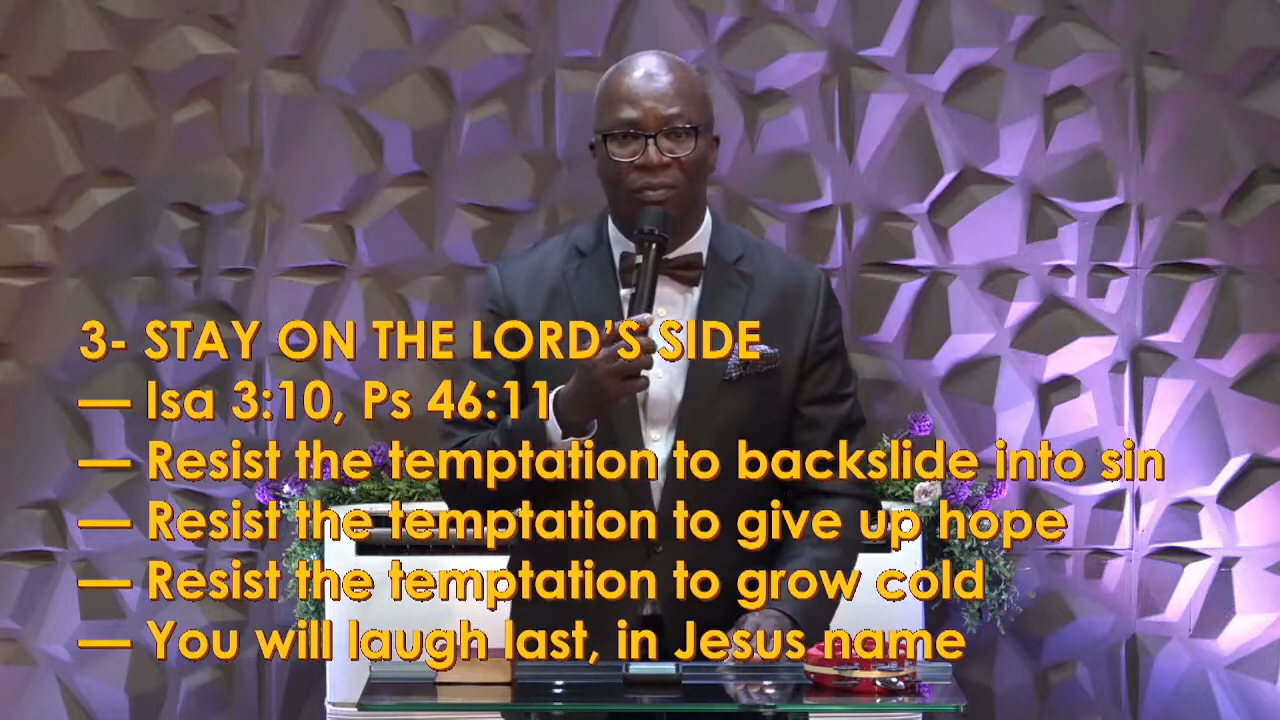 3- STAY ON THE LORD'S SIDE
— Isa 3:10, Ps 46:11
— Resist the temptation to backslide into sin
— Resist the temptation to give up hope
— Resist the temptation to grow cold
— You will laugh last, in Jesus name